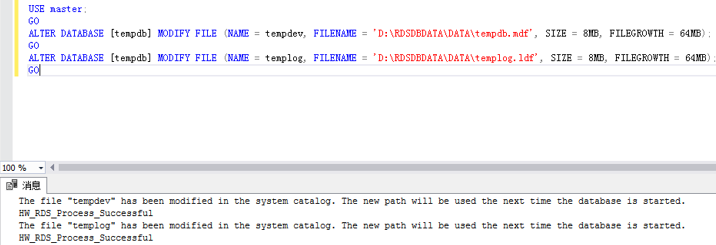 USE master;
GO
ALTER DATABASE [tempdb] MODIFY FILE (NAME = tempdev, FILENAME = 'D:\RDSDBDATA\DATA\tempdb.mdf', SIZE = 8MB, FILEGROWTH = 64MB);
GO
ALTER DATABASE [tempdb] MODIFY FILE (NAME = templog, FILENAME = 'D:\RDSDBDATA\DATA\templog.ldf', SIZE = 8MB, FILEGROWTH = 64MB);
GO
100 %
消息
The file "tempdev" has been modified in the system catalog. The new path will be used the next time the database is started.
HW_RDS_Process_Successful
The file "templog" has been modified in the system catalog. The new path will be used the next time the database is started.
HW_RDS_Process_Successful